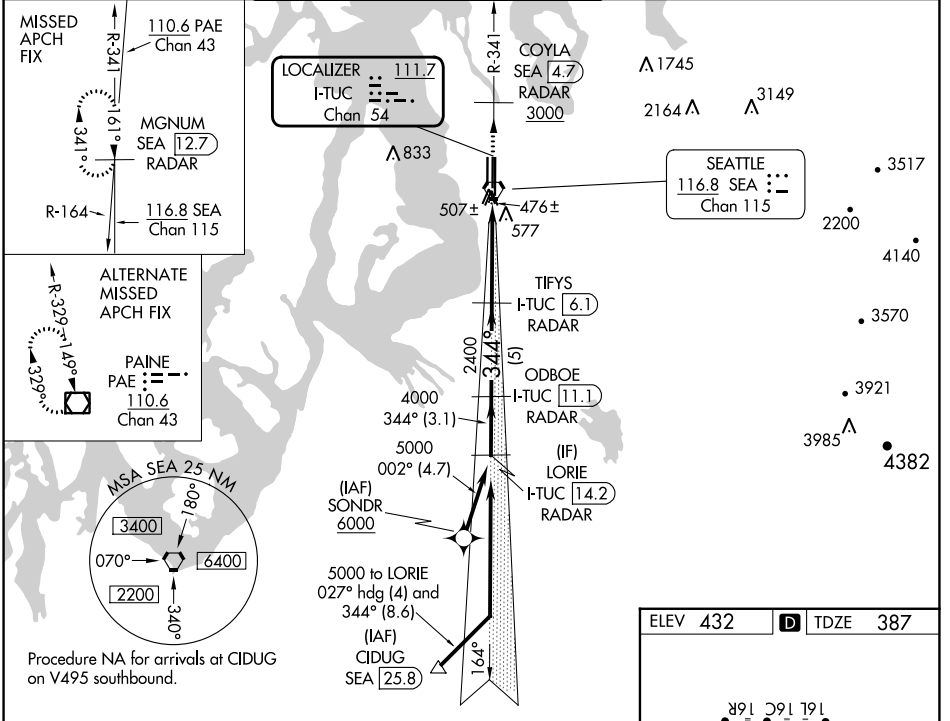 MISSED
APCH
FIX
110.6 PAE
Chan 43
R-341
161°
341°
MGNUM
SEA 12.7
RADAR
R-164
116.8 SEA
Chan 115
ALTERNATE
MISSED
APCH FIX
R-329
149°
329°
PAINE
PAE
110.6
Chan 43
LOCALIZER 111.7
I-TUC
Chan 54
R-341
COYLA
SEA 4.7
RADAR
3000
1745
2164
3149
833
SEATTLE
116.8 SEA
Chan 115
3517
2200
4140
507±
476±
577
TIFYS
I-TUC 6.1
RADAR
3570
2400
344°
(5)
ODBOE
I-TUC 11.1
RADAR
4000
344° (3.1)
3921
3985
4382
5000
002° (4.7)
(IF)
LORIE
I-TUC 14.2
RADAR
(IAF)
SONDR
6000
MSA SEA 25 NM
180°
3400
070°
6400
2200
340°
5000 to LORIE
027° hdg (4) and
344° (8.6)
(IAF)
CIDUG
SEA 25.8
164°
Procedure NA for arrivals at CIDUG
on V495 southbound.
ELEV 432 D TDZE 387
16R 16C 16L